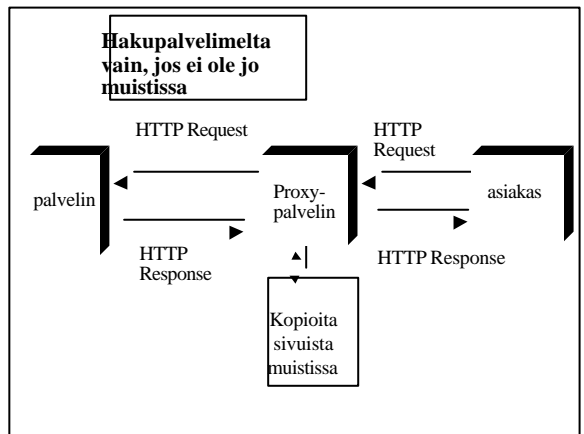 Hakupalvelimelta
vain, jos ei ole jo
muistissa
HTTP Request
HTTP
Request
palvelin
Proxy-
palvelin
asiakas
HTTP
Response
HTTP Response
Kopioita
sivuista
muistissa